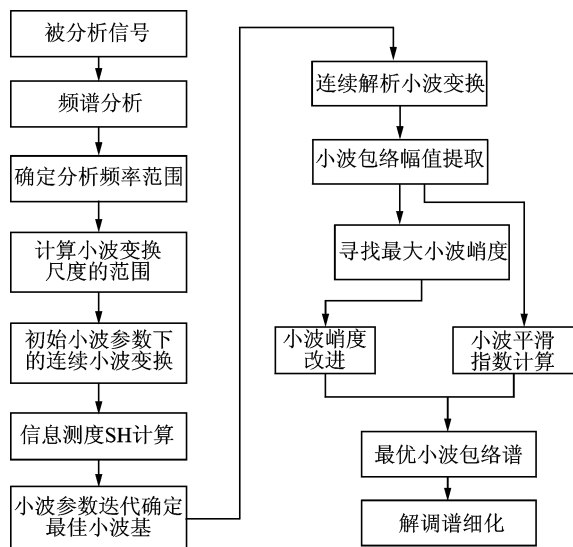 被分析信号
频谱分析
确定分析频率范围
计算小波变换
尺度的范围
初始小波参数下
的连续小波变换
信息测度SH计算
小波参数迭代确定
最佳小波基
连续解析小波变换
小波包络幅值提取
寻找最大小波峭度
小波峭度
改进
小波平滑
指数计算
最优小波包络谱
解调谱细化